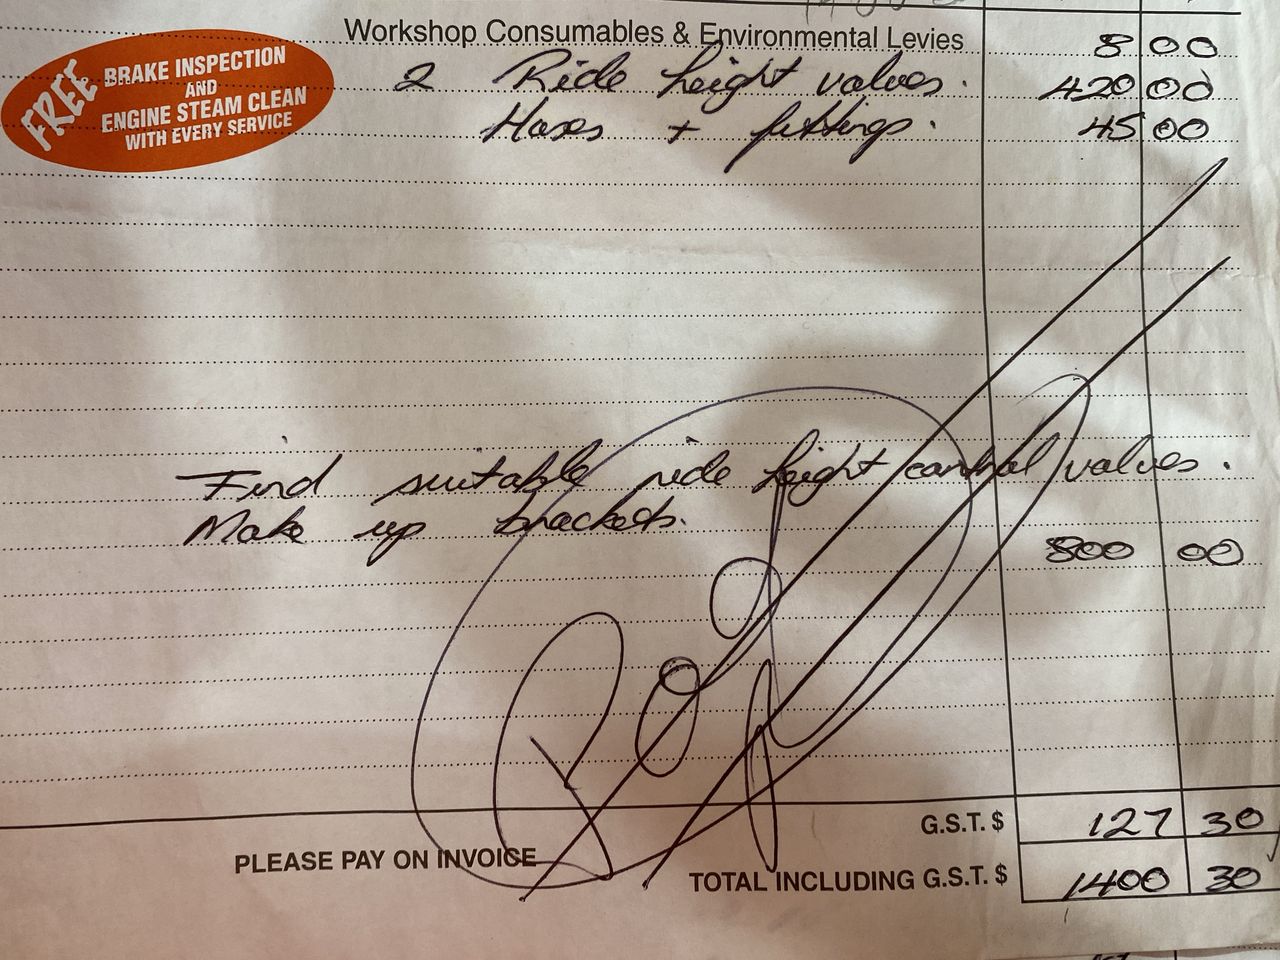 Workshop Consumables & Environmental Levies 8 00
FREE BRAKE INSPECTION
AND
ENGINE STEAM CLEAN
WITH EVERY SERVICE
2 Ride height valves. 420 00
Hoses + fittings. 45 00
Find suitable ride height control valves.
Make up brackets.
800 00
G.S.T. $ 127 30
PLEASE PAY ON INVOICE
TOTAL INCLUDING G.S.T. $ 1400 30